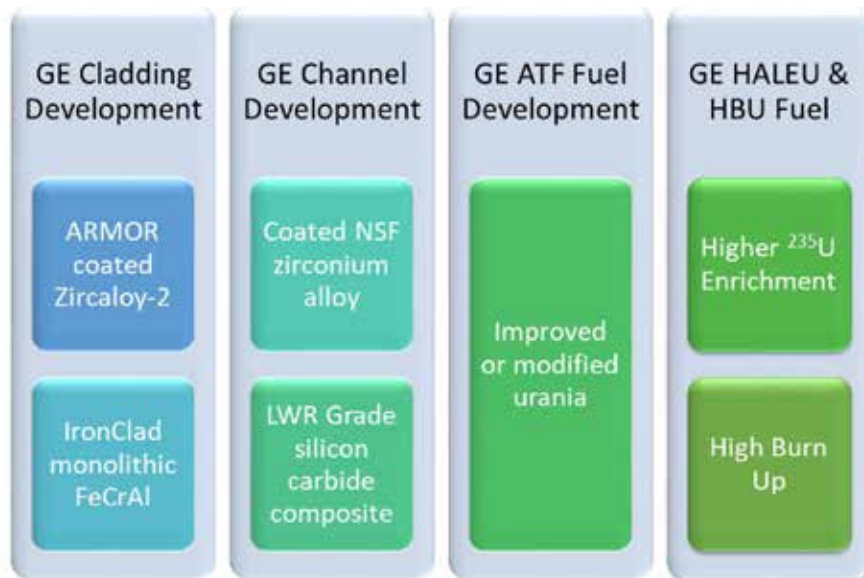 GE Cladding
Development
ARMOR
coated
Zircaloy-2
IronClad
monolithic
FeCrAl
GE Channel
Development
Coated NSF
zirconium
alloy
LWR Grade
silicon
carbide
composite
GE ATF Fuel
Development
Improved
or modified
urania
GE HALEU &
HBU Fuel
Higher ²³⁵U
Enrichment
High Burn
Up